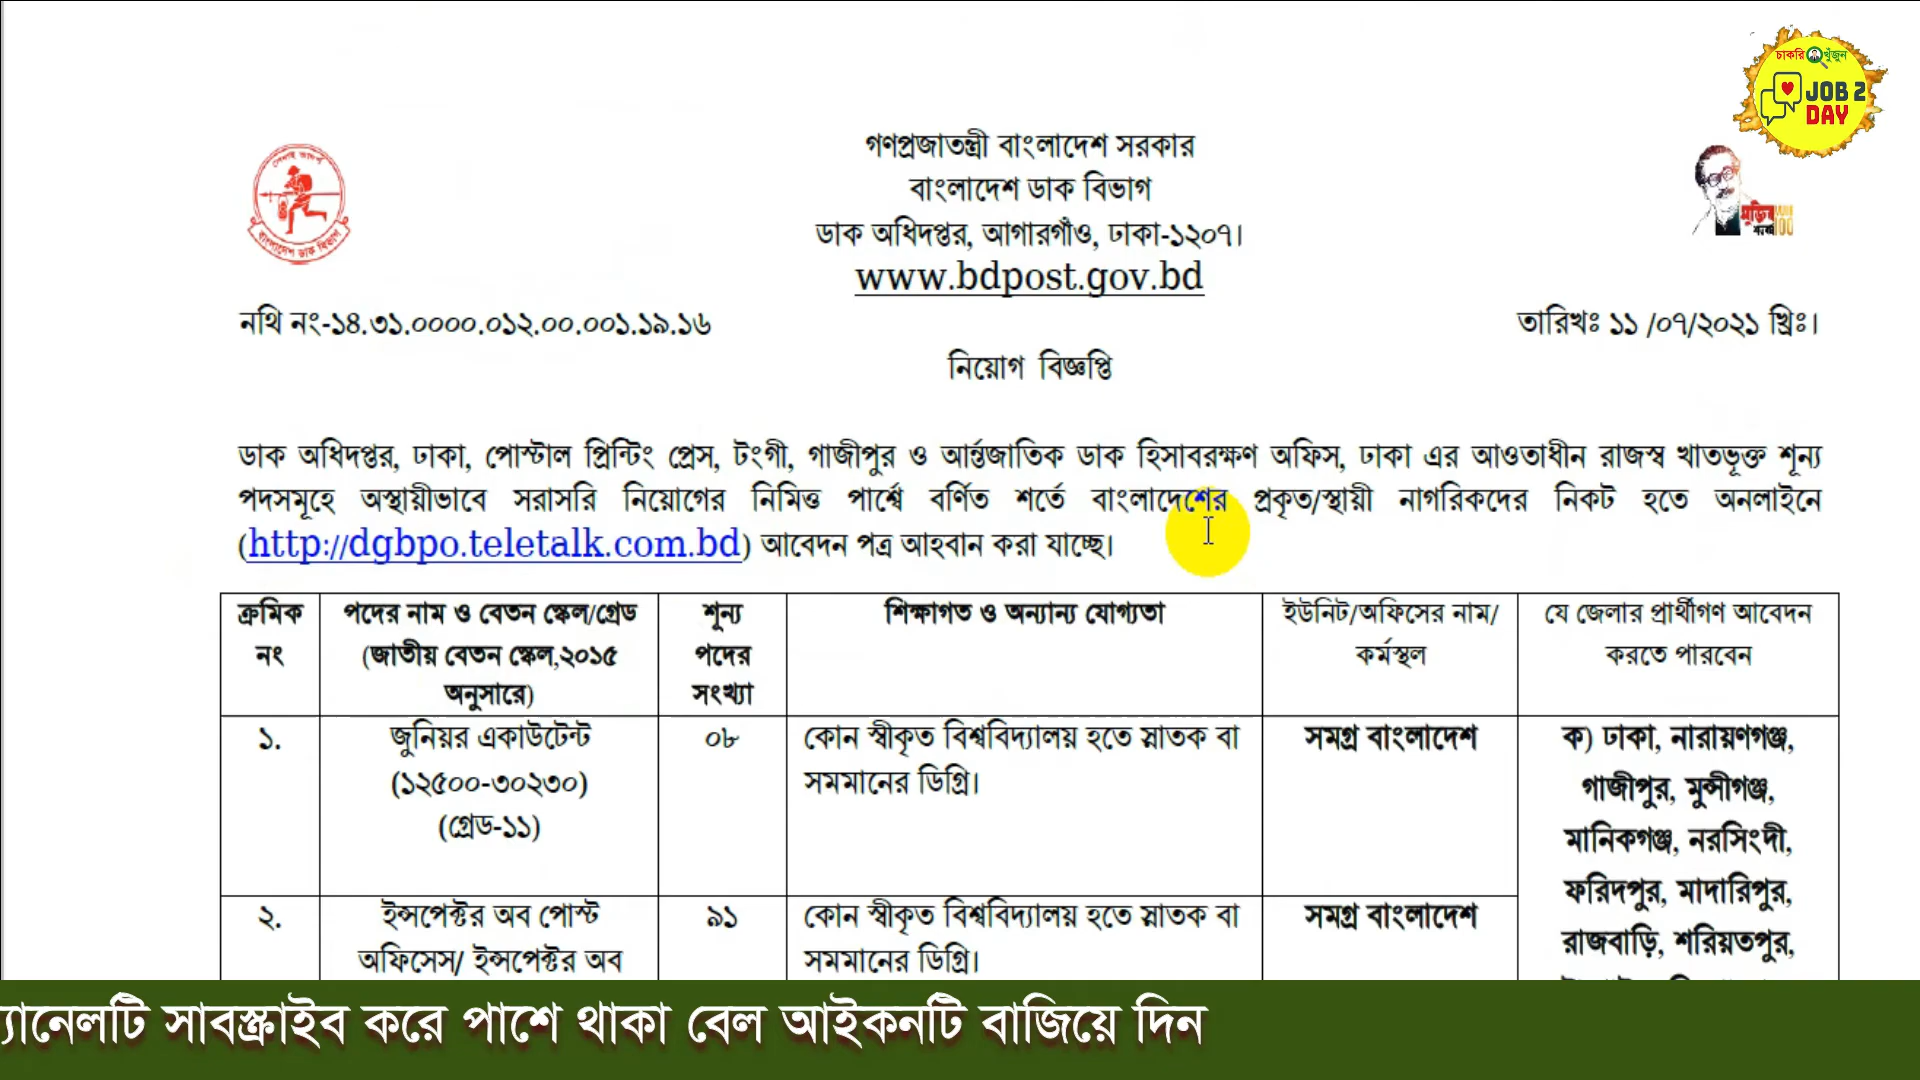 চাকরি খুঁজুন
JOB 2
DAY
গণপ্রজাতন্ত্রী বাংলাদেশ সরকার
বাংলাদেশ ডাক বিভাগ
ডাক অধিদপ্তর, আগারগাঁও, ঢাকা-১২০৭।
www.bdpost.gov.bd
বাংলাদেশ ডাক বিভাগ
100
নথি নং-১৪.৩১.০০০০.০১২.০০.০০১.১৯.১৬
তারিখঃ ১১ /০৭/২০২১ খ্রিঃ।
নিয়োগ বিজ্ঞপ্তি
ডাক অধিদপ্তর, ঢাকা, পোস্টাল প্রিন্টিং প্রেস, টংগী, গাজীপুর ও আর্ন্তজাতিক ডাক হিসাবরক্ষণ অফিস, ঢাকা এর আওতাধীন রাজস্ব খাতভূক্ত শূন্য
পদসমূহে অস্থায়ীভাবে সরাসরি নিয়োগের নিমিত্ত পার্শ্বে বর্ণিত শর্তে বাংলাদেশের প্রকৃত/স্থায়ী নাগরিকদের নিকট হতে অনলাইনে
(http://dgbpo.teletalk.com.bd) আবেদন পত্র আহবান করা যাচ্ছে।
ক্রমিক নং
পদের নাম ও বেতন স্কেল/গ্রেড
(জাতীয় বেতন স্কেল,২০১৫
অনুসারে)
শূন্য
পদের
সংখ্যা
শিক্ষাগত ও অন্যান্য যোগ্যতা
ইউনিট/অফিসের নাম/
কর্মস্থল
যে জেলার প্রার্থীগণ আবেদন
করতে পারবেন
১.
জুনিয়র একাউটেন্ট
(১২৫০০-৩০২৩০)
(গ্রেড-১১)
০৮
কোন স্বীকৃত বিশ্ববিদ্যালয় হতে স্নাতক বা
সমমানের ডিগ্রি।
সমগ্র বাংলাদেশ
ক) ঢাকা, নারায়ণগঞ্জ,
গাজীপুর, মুন্সীগঞ্জ,
মানিকগঞ্জ, নরসিংদী,
ফরিদপুর, মাদারিপুর,
রাজবাড়ি, শরিয়তপুর,
২.
ইন্সপেক্টর অব পোস্ট
অফিসেস/ ইন্সপেক্টর অব
৯১
কোন স্বীকৃত বিশ্ববিদ্যালয় হতে স্নাতক বা
সমমানের ডিগ্রি।
সমগ্র বাংলাদেশ
্যানেলটি সাবস্ক্রাইব করে পাশে থাকা বেল আইকনটি বাজিয়ে দিন